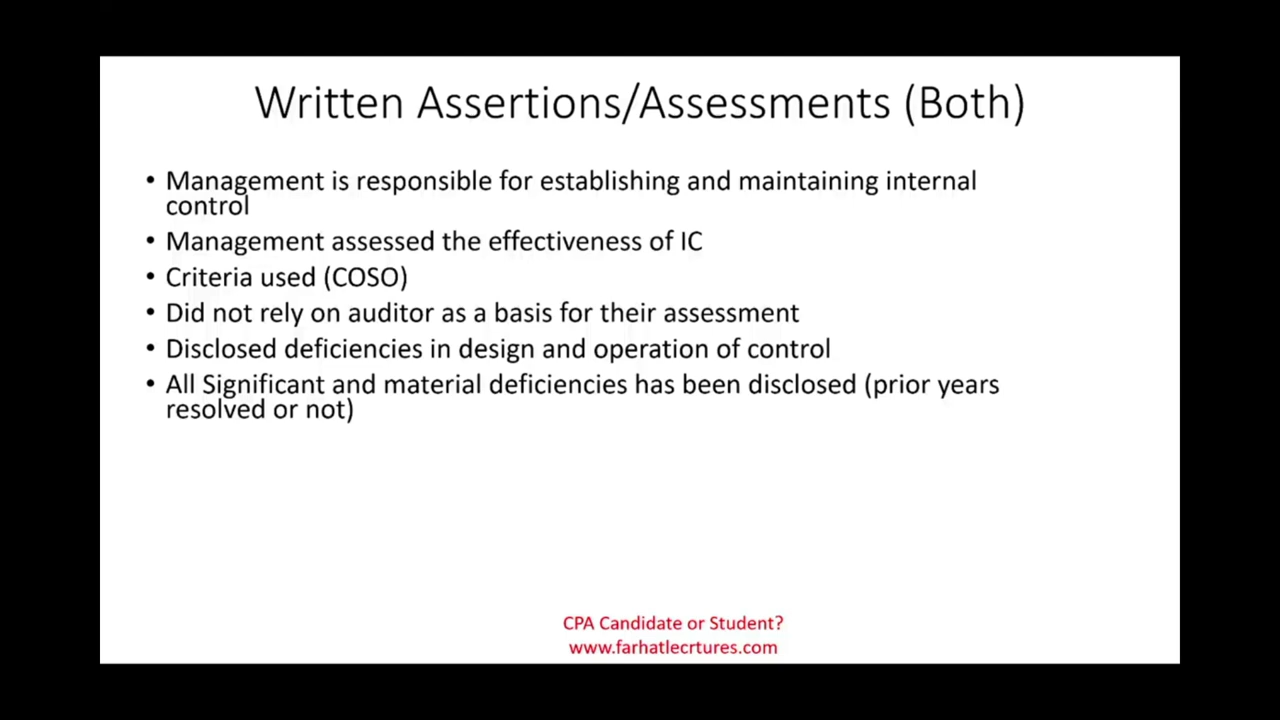 Written Assertions/Assessments (Both)
• Management is responsible for establishing and maintaining internal
control
• Management assessed the effectiveness of IC
• Criteria used (COSO)
• Did not rely on auditor as a basis for their assessment
• Disclosed deficiencies in design and operation of control
• All Significant and material deficiencies has been disclosed (prior years
resolved or not)
CPA Candidate or Student?
www.farhatlecrtures.com